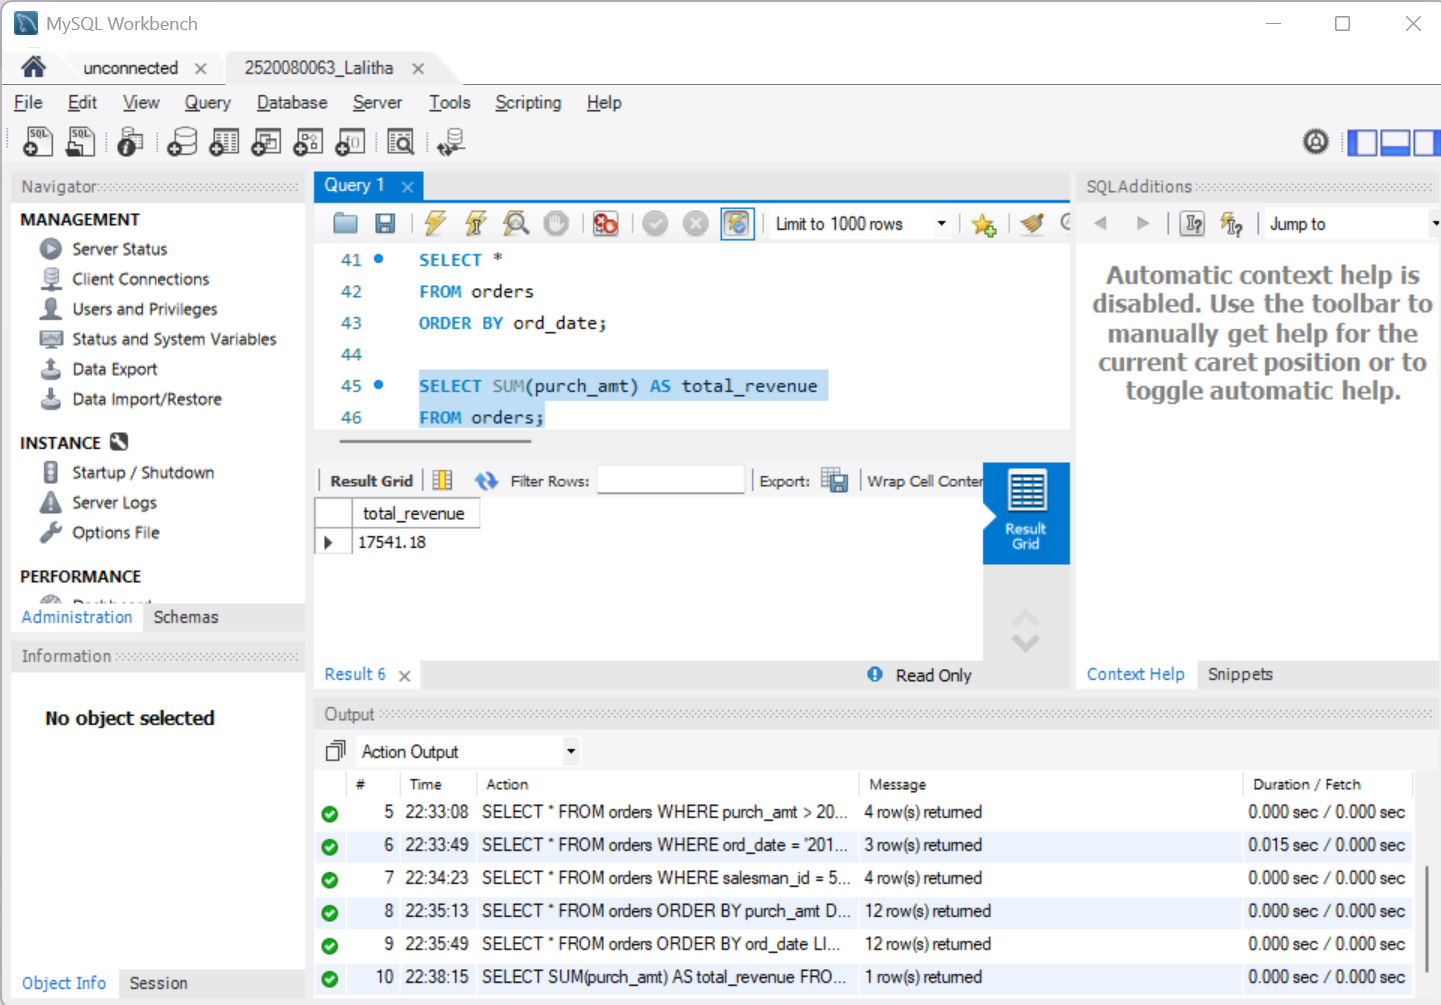 MySQL Workbench
unconnected
2520080063_Lalitha
File Edit View Query Database Server Tools Scripting Help
SQL
SQL
Navigator
MANAGEMENT
Server Status
Client Connections
Users and Privileges
Status and System Variables
Data Export
Data Import/Restore
INSTANCE
Startup / Shutdown
Server Logs
Options File
PERFORMANCE
Administration Schemas
Information
No object selected
Object Info Session
Query 1
Limit to 1000 rows
41 SELECT *
42 FROM orders
43 ORDER BY ord_date;
44
45 SELECT SUM(purch_amt) AS total_revenue
46 FROM orders;
Result Grid Filter Rows: Export: Wrap Cell Conter
total_revenue
17541.18
Result
Grid
Result 6 Read Only
SQLAdditions
Jump to
Automatic context help is
disabled. Use the toolbar to
manually get help for the
current caret position or to
toggle automatic help.
Context Help Snippets
Output
Action Output
# Time Action Message Duration / Fetch
5 22:33:08 SELECT * FROM orders WHERE purch_amt > 20... 4 row(s) returned 0.000 sec / 0.000 sec
6 22:33:49 SELECT * FROM orders WHERE ord_date = '201... 3 row(s) returned 0.015 sec / 0.000 sec
7 22:34:23 SELECT * FROM orders WHERE salesman_id = 5... 4 row(s) returned 0.000 sec / 0.000 sec
8 22:35:13 SELECT * FROM orders ORDER BY purch_amt D... 12 row(s) returned 0.000 sec / 0.000 sec
9 22:35:49 SELECT * FROM orders ORDER BY ord_date LI... 12 row(s) returned 0.000 sec / 0.000 sec
10 22:38:15 SELECT SUM(purch_amt) AS total_revenue FRO... 1 row(s) returned 0.000 sec / 0.000 sec